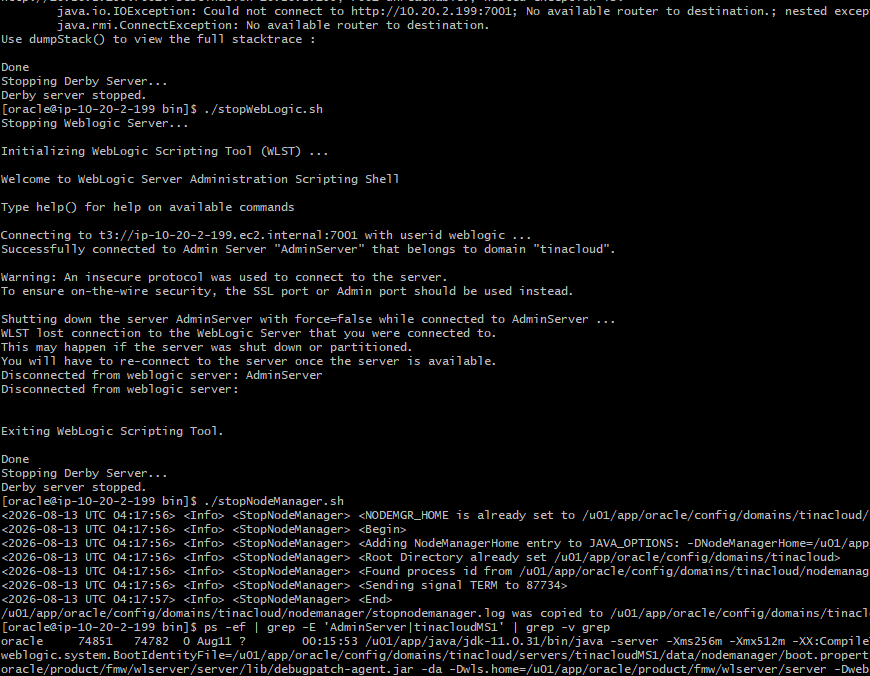 java.io.IOException: Could not connect to http://10.20.2.199:7001; No available router to destination.; nested excep
java.rmi.ConnectException: No available router to destination.
Use dumpStack() to view the full stacktrace :
Done
Stopping Derby Server...
Derby server stopped.
[oracle@ip-10-20-2-199 bin]$ ./stopWebLogic.sh
Stopping Weblogic Server...
Initializing WebLogic Scripting Tool (WLST) ...
Welcome to WebLogic Server Administration Scripting Shell
Type help() for help on available commands
Connecting to t3://ip-10-20-2-199.ec2.internal:7001 with userid weblogic ...
Successfully connected to Admin Server "AdminServer" that belongs to domain "tinacloud".
Warning: An insecure protocol was used to connect to the server.
To ensure on-the-wire security, the SSL port or Admin port should be used instead.
Shutting down the server AdminServer with force=false while connected to AdminServer ...
WLST lost connection to the WebLogic Server that you were connected to.
This may happen if the server was shut down or partitioned.
You will have to re-connect to the server once the server is available.
Disconnected from weblogic server: AdminServer
Disconnected from weblogic server:
Exiting WebLogic Scripting Tool.
Done
Stopping Derby Server...
Derby server stopped.
[oracle@ip-10-20-2-199 bin]$ ./stopNodeManager.sh
<2026-08-13 UTC 04:17:56> <Info> <StopNodeManager> <NODEMGR_HOME is already set to /u01/app/oracle/config/domains/tinacloud/
<2026-08-13 UTC 04:17:56> <Info> <StopNodeManager> <Begin>
<2026-08-13 UTC 04:17:56> <Info> <StopNodeManager> <Adding NodeManagerHome entry to JAVA_OPTIONS: -DNodeManagerHome=/u01/app
<2026-08-13 UTC 04:17:56> <Info> <StopNodeManager> <Root Directory already set /u01/app/oracle/config/domains/tinacloud>
<2026-08-13 UTC 04:17:56> <Info> <StopNodeManager> <Found process id from /u01/app/oracle/config/domains/tinacloud/nodemanag
<2026-08-13 UTC 04:17:56> <Info> <StopNodeManager> <Sending signal TERM to 87734>
<2026-08-13 UTC 04:17:57> <Info> <StopNodeManager> <End>
/u01/app/oracle/config/domains/tinacloud/nodemanager/stopnodemanager.log was copied to /u01/app/oracle/config/domains/tinacl
[oracle@ip-10-20-2-199 bin]$ ps -ef | grep -E 'AdminServer|tinacloudMS1' | grep -v grep
oracle     74851   74782  0 Aug11 ?        00:15:53 /u01/app/java/jdk-11.0.31/bin/java -server -Xms256m -Xmx512m -XX:Compile
weblogic.system.BootIdentityFile=/u01/app/oracle/config/domains/tinacloud/servers/tinacloudMS1/data/nodemanager/boot.propert
oracle/product/fmw/wlserver/server/lib/debugpatch-agent.jar -da -Dwls.home=/u01/app/oracle/product/fmw/wlserver/server -Dweb